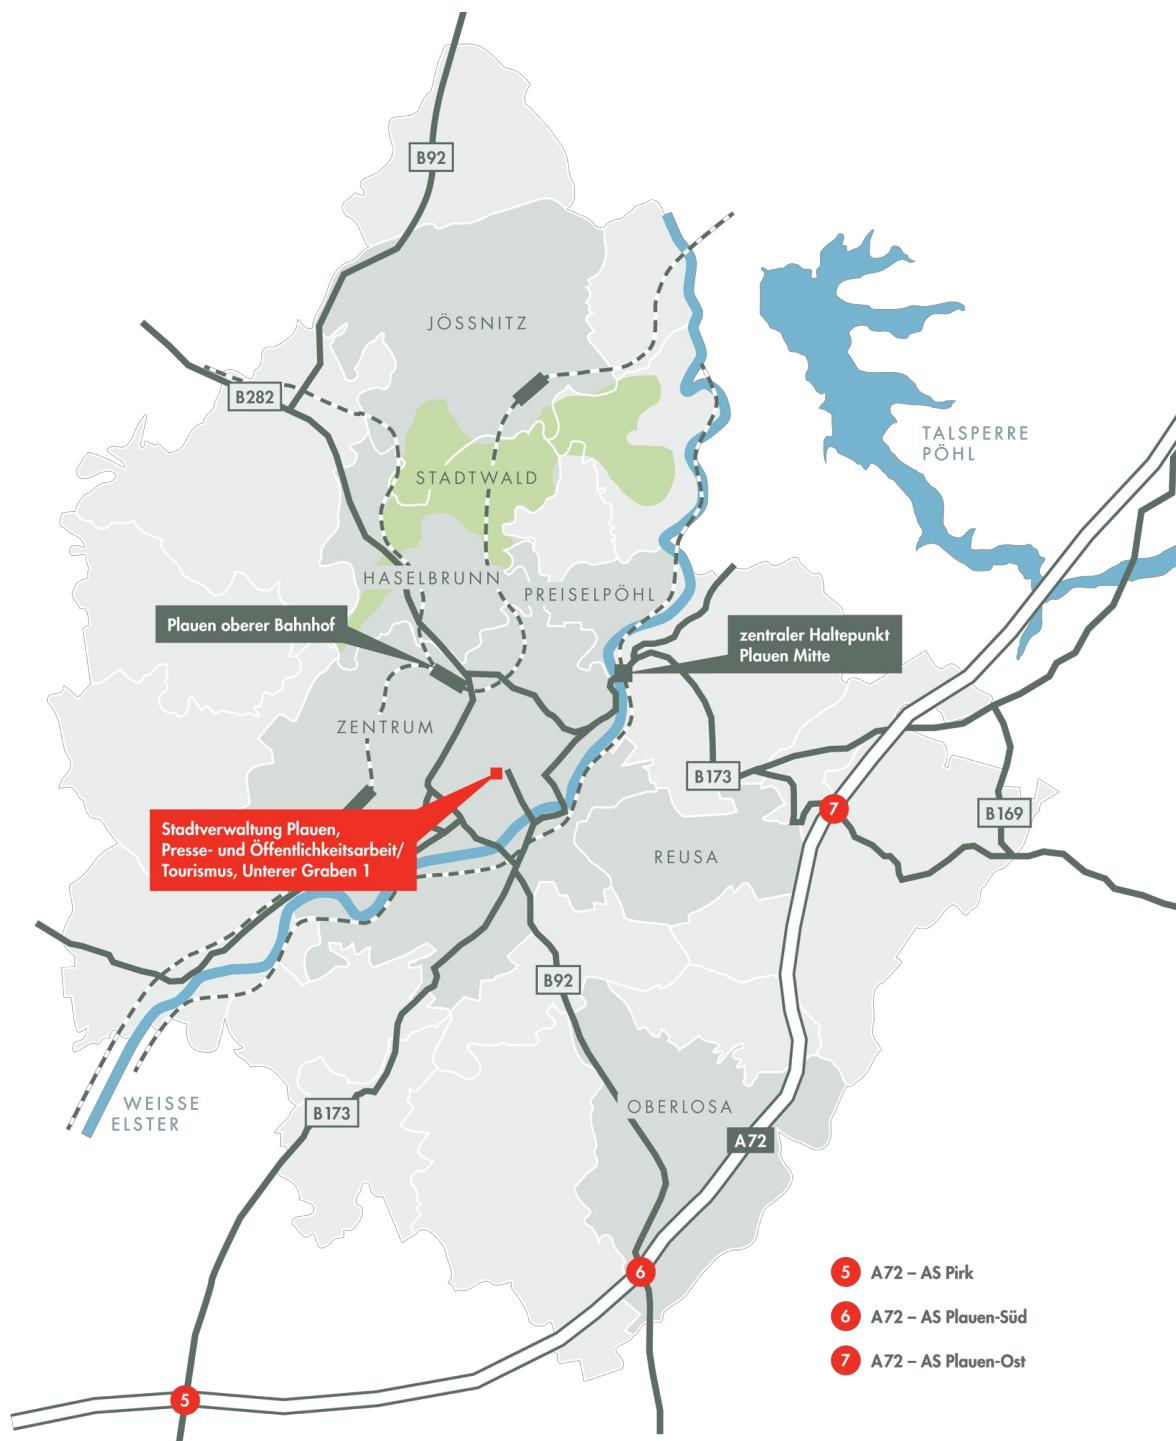 B92
JÖSSNITZ
B282
TALSPERRE
PÖHL
STADTWALD
HASELBRUNN
PREISELPÖHL
Plauen oberer Bahnhof
zentraler Haltepunkt
Plauen Mitte
ZENTRUM
B173
7
B169
Stadtverwaltung Plauen,
Presse- und Öffentlichkeitsarbeit/
Tourismus, Unterer Graben 1
REUSA
B92
WEISSE
ELSTER
B173
OBERLOSA
A72
6
5
5 A72 – AS Pirk
6 A72 – AS Plauen-Süd
7 A72 – AS Plauen-Ost